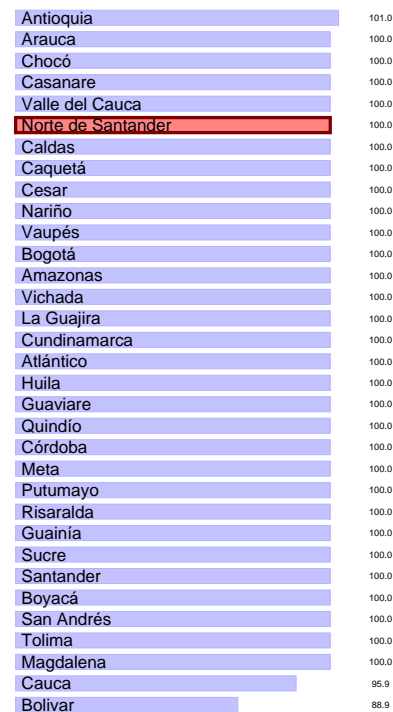 Antioquia 101.0
Arauca 100.0
Chocó 100.0
Casanare 100.0
Valle del Cauca 100.0
Norte de Santander 100.0
Caldas 100.0
Caquetá 100.0
Cesar 100.0
Nariño 100.0
Vaupés 100.0
Bogotá 100.0
Amazonas 100.0
Vichada 100.0
La Guajira 100.0
Cundinamarca 100.0
Atlántico 100.0
Huila 100.0
Guaviare 100.0
Quindío 100.0
Córdoba 100.0
Meta 100.0
Putumayo 100.0
Risaralda 100.0
Guainía 100.0
Sucre 100.0
Santander 100.0
Boyacá 100.0
San Andrés 100.0
Tolima 100.0
Magdalena 100.0
Cauca 95.9
Bolivar 88.9